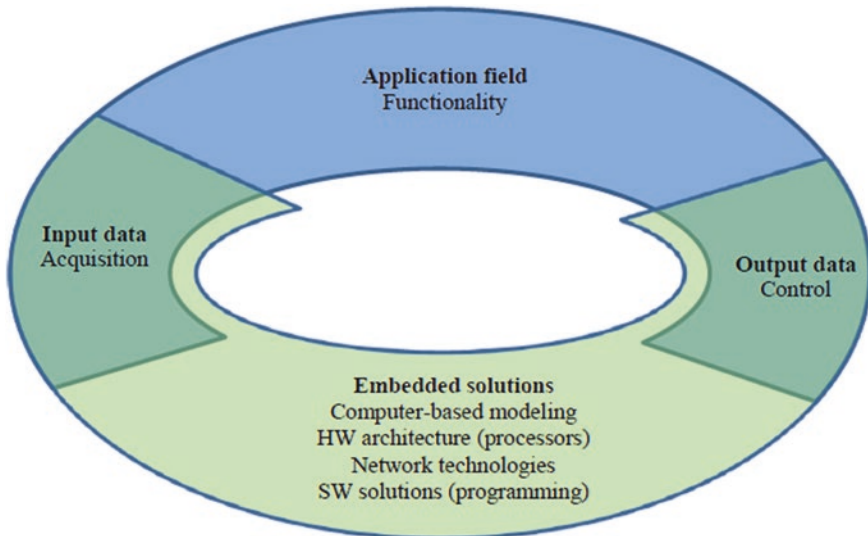 Application field
Functionality
Input data
Acquisition
Output data
Control
Embedded solutions
Computer-based modeling
HW architecture (processors)
Network technologies
SW solutions (programming)